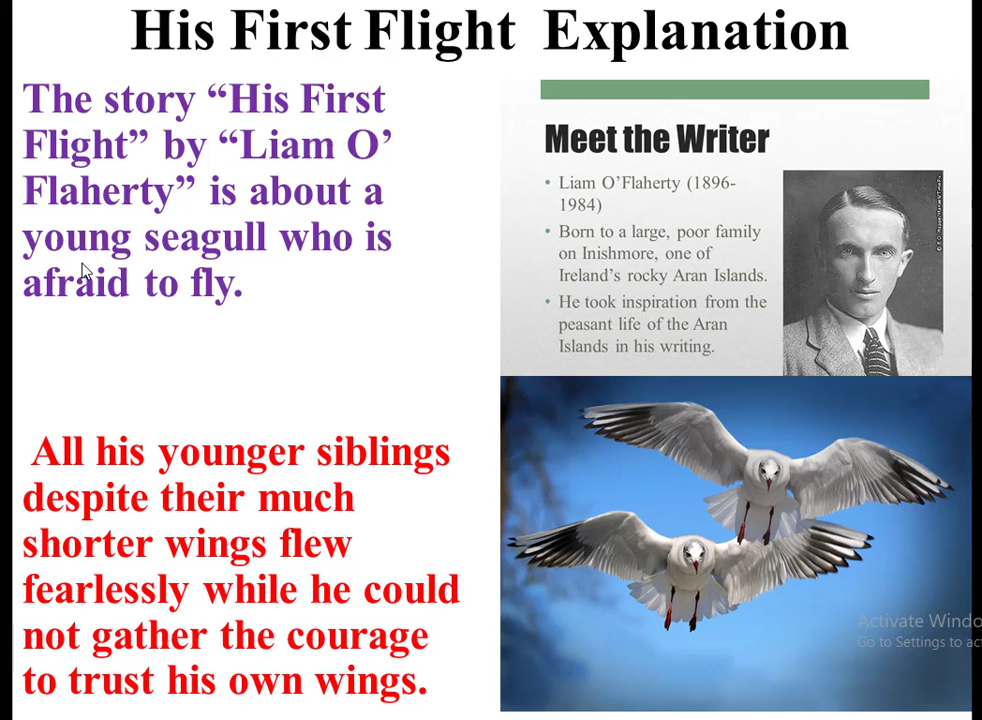 His First Flight Explanation
The story “His First
Flight” by “Liam O’
Flaherty” is about a
young seagull who is
afraid to fly.
All his younger siblings
despite their much
shorter wings flew
fearlessly while he could
not gather the courage
to trust his own wings.
Meet the Writer
• Liam O’Flaherty (1896-
1984)
• Born to a large, poor family
on Inishmore, one of
Ireland’s rocky Aran Islands.
• He took inspiration from the
peasant life of the Aran
Islands in his writing.
Activate Windo
Go to Settings to act